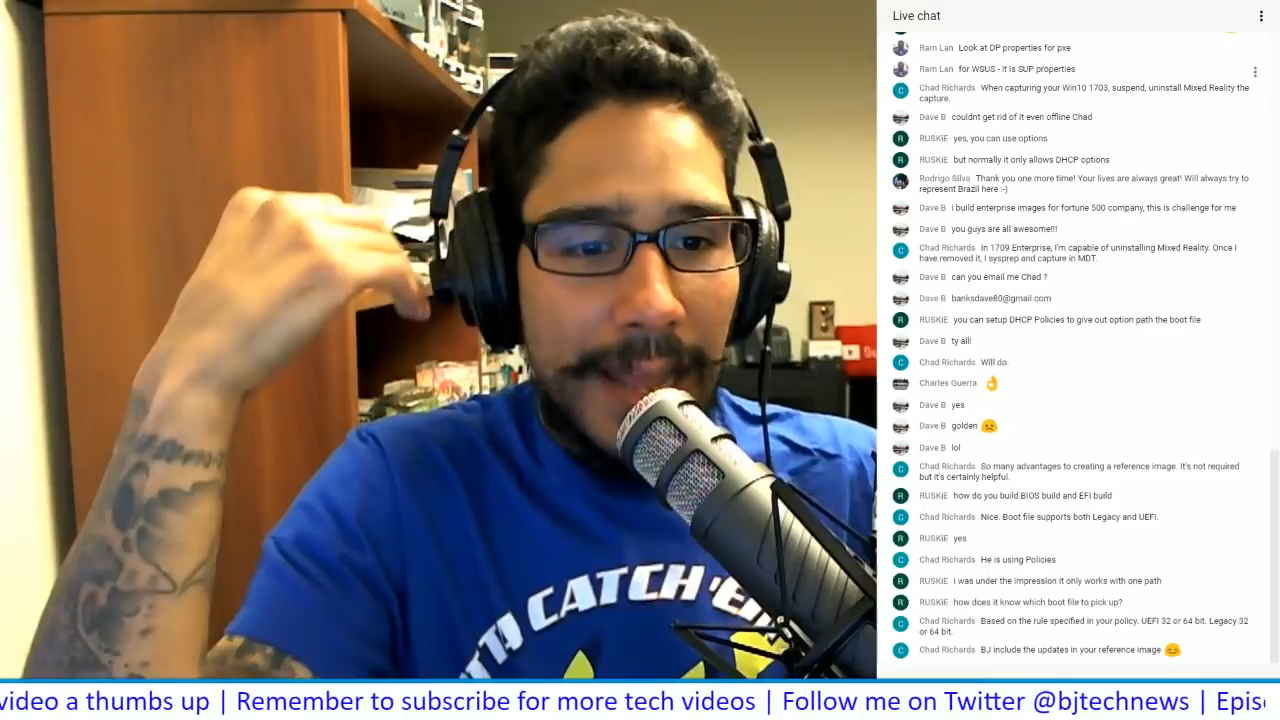 Live chat
Ram Lan Look at DP properties for pxe
Ram Lan for WSUS - it is SUP properties
C Chad Richards When capturing your Win10 1703, suspend, uninstall Mixed Reality the
capture.
Dave B couldnt get rid of it even offline Chad
R RUSKiE yes, you can use options
R RUSKiE but normally it only allows DHCP options
Rodrigo Silva Thank you one more time! Your lives are always great! Will always try to
represent Brazil here :-)
Dave B i build enterprise images for fortune 500 company, this is challenge for me
Dave B you guys are all awesome!!!
C Chad Richards In 1709 Enterprise, I'm capable of uninstalling Mixed Reality. Once I
have removed it, I sysprep and capture in MDT.
Dave B can you email me Chad ?
Dave B banksdave80@gmail.com
R RUSKiE you can setup DHCP Policies to give out option path the boot file
Dave B ty all!
C Chad Richards Will do.
Charles Guerra 👌
Dave B yes
Dave B golden ☹️
Dave B lol
C Chad Richards So many advantages to creating a reference image. It's not required
but it's certainly helpful.
R RUSKiE how do you build BIOS build and EFI build
C Chad Richards Nice. Boot file supports both Legacy and UEFI.
R RUSKiE yes
C Chad Richards He is using Policies
R RUSKiE i was under the impression it only works with one path
R RUSKiE how does it know which boot file to pick up?
C Chad Richards Based on the rule specified in your policy. UEFI 32 or 64 bit. Legacy 32
or 64 bit.
C Chad Richards BJ include the updates in your reference image 😊
CATCH 'E
video a thumbs up | Remember to subscribe for more tech videos | Follow me on Twitter @bjtechnews | Epis